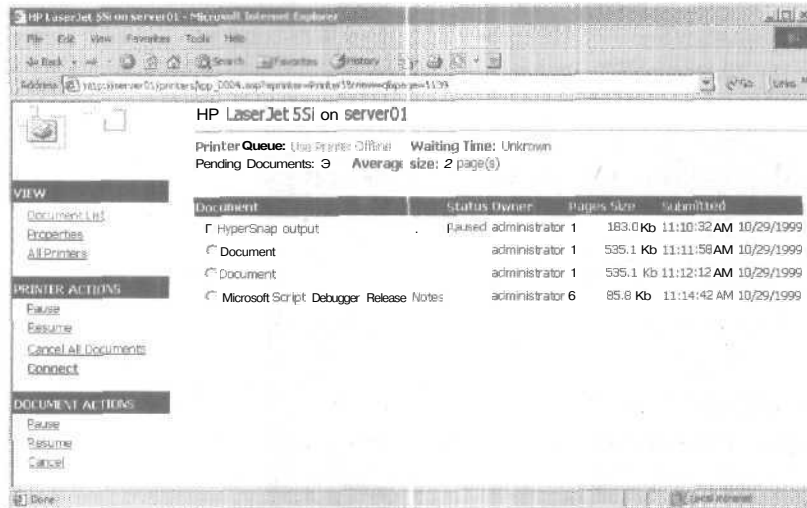 HP LaserJet 5Si on server01 - Microsoft Internet Explorer
File Edit View Favorites Tools Help
Back Search Favorites History
Address
Links
HP LaserJet 5Si on server01
Printer Queue: Use Printer Offline Waiting Time: Unknown
Pending Documents: Э Average size: 2 page(s)
VIEW
Document List
Properties
All Printers
PRINTER ACTIONS
Pause
Resume
Cancel All Documents
Connect
DOCUMENT ACTIONS
Pause
Resume
Cancel
Document Status Owner Pages Size Submitted
HyperSnap output Paused administrator 1 183.0 Kb 11:10:32 AM 10/29/1999
Document administrator 1 535.1 Kb 11:11:58 AM 10/29/1999
Document administrator 1 535.1 Kb 11:12:12 AM 10/29/1999
Microsoft Script Debugger Release Notes administrator 6 85.8 Kb 11:14:42 AM 10/29/1999
Done
Local intranet